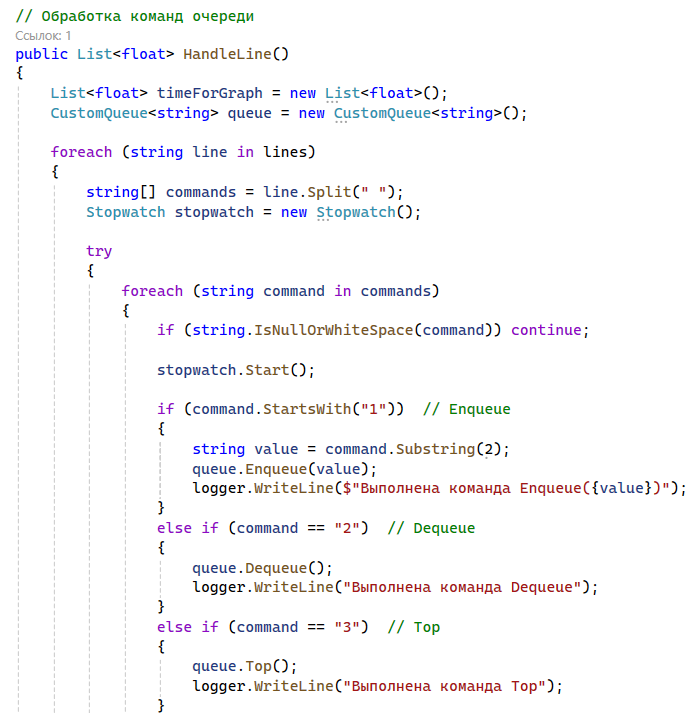 // Обработка команд очереди
Ссылок: 1
public List<float> HandleLine()
{
    List<float> timeForGraph = new List<float>();
    CustomQueue<string> queue = new CustomQueue<string>();

    foreach (string line in lines)
    {
        string[] commands = line.Split(" ");
        Stopwatch stopwatch = new Stopwatch();

        try
        {
            foreach (string command in commands)
            {
                if (string.IsNullOrWhiteSpace(command)) continue;

                stopwatch.Start();

                if (command.StartsWith("1"))  // Enqueue
                {
                    string value = command.Substring(2);
                    queue.Enqueue(value);
                    logger.WriteLine($"Выполнена команда Enqueue({value})");
                }
                else if (command == "2")  // Dequeue
                {
                    queue.Dequeue();
                    logger.WriteLine("Выполнена команда Dequeue");
                }
                else if (command == "3")  // Top
                {
                    queue.Top();
                    logger.WriteLine("Выполнена команда Top");
                }